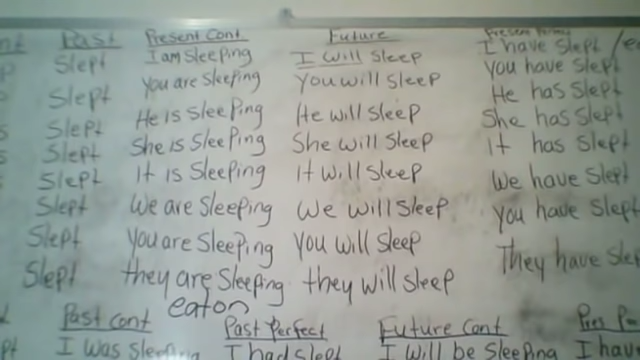 Past Present Cont Future
Slept I am Sleeping I will Sleep I have Slept
Slept You are Sleeping You will Sleep You have Slept
Slept He is Sleeping He will Sleep He has Slept
Slept She is Sleeping She will Sleep She has Slept
Slept It is Sleeping It will Sleep It has Slept
Slept We are Sleeping We will Sleep We have Slept
Slept You are Sleeping You will Sleep You have Slept
Slept they are Sleeping they will Sleep They have Slept
eaton
Past Cont Past Perfect Future Cont
I was Sleeping I had slept I will be Sleeping I have